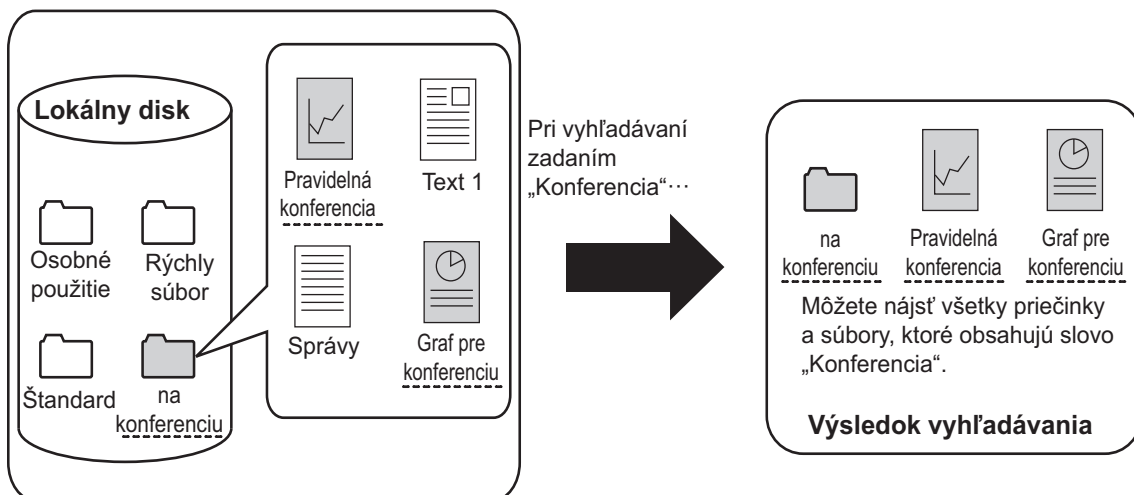 Lokálny disk
Osobné
použitie
Rýchly
súbor
Štandard
na
konferenciu
Pravidelná
konferencia
Text 1
Správy
Graf pre
konferenciu
Pri vyhľadávaní
zadaním
„Konferencia“···
na
konferenciu
Pravidelná
konferencia
Graf pre
konferenciu
Môžete nájsť všetky priečinky
a súbory, ktoré obsahujú slovo
„Konferencia“.
Výsledok vyhľadávania